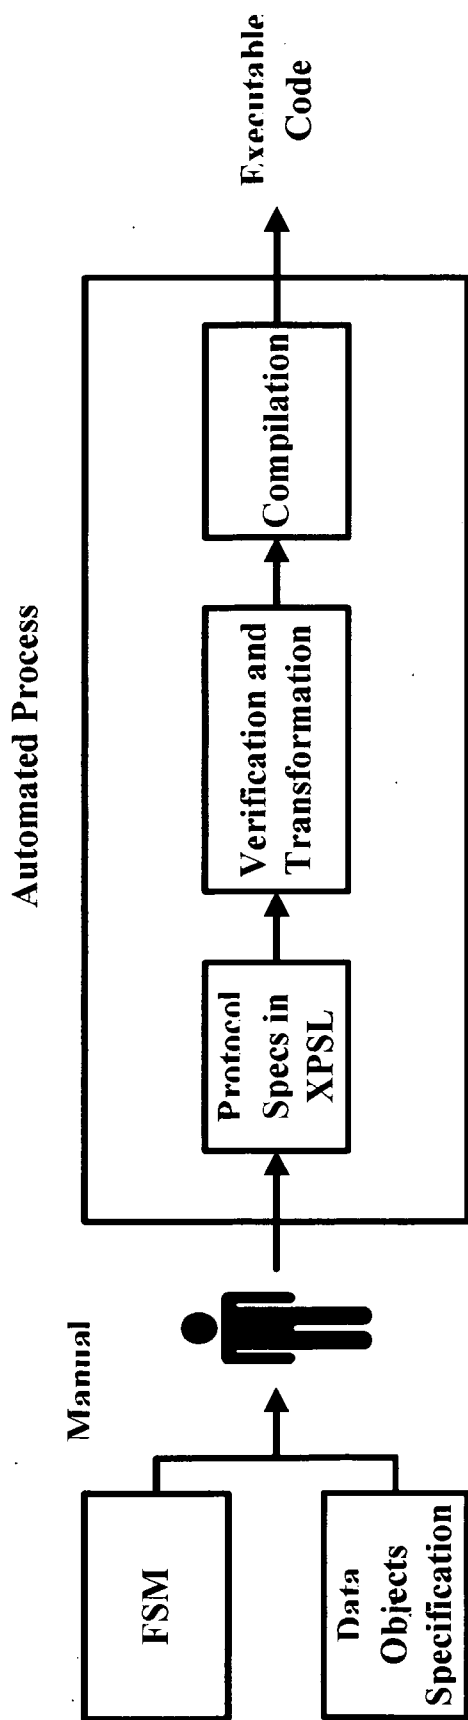 Automated Process
Manual
FSM
Data
Objects
Specification
Protocol
Specs in
XPSL
Verification and
Transformation
Compilation
Executable
Code